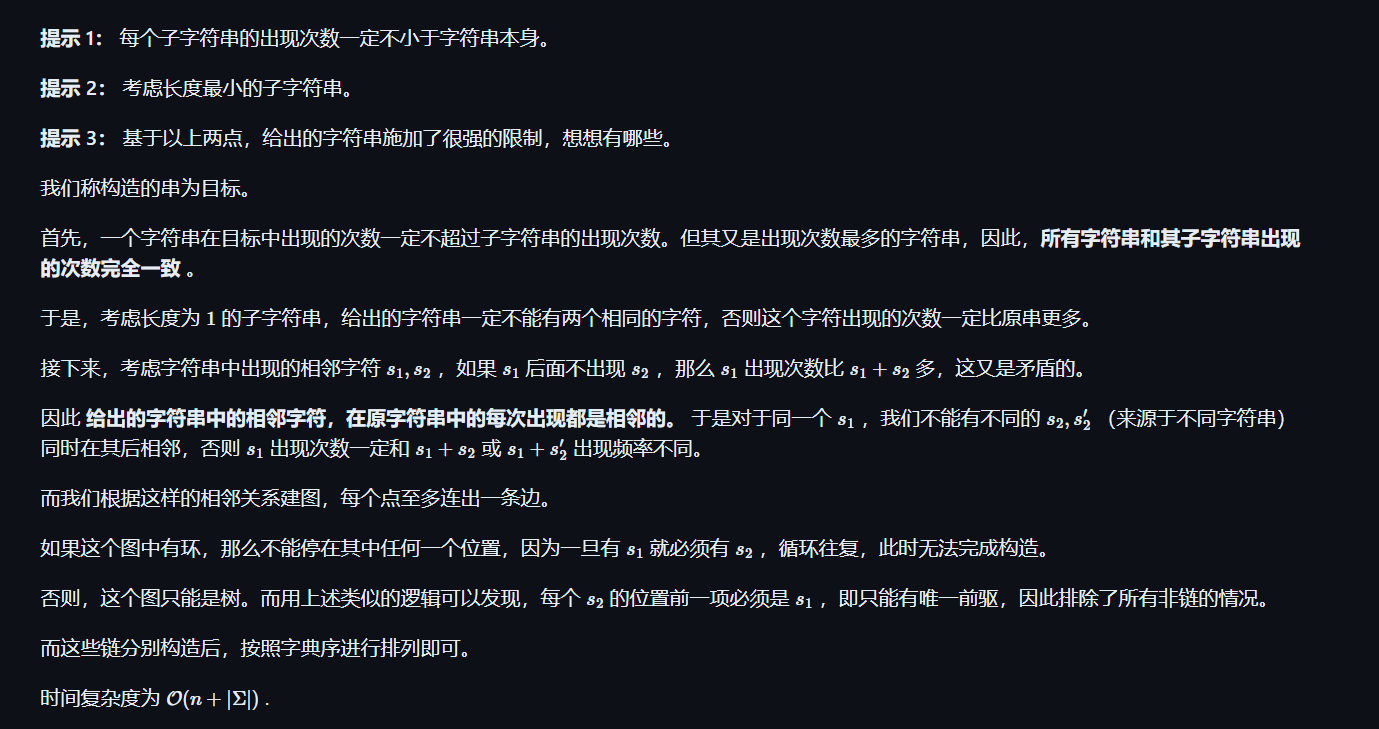 提示 1： 每个子字符串的出现次数一定不小于字符串本身。
提示 2： 考虑长度最小的子字符串。
提示 3： 基于以上两点，给出的字符串施加了很强的限制，想想有哪些。
我们称构造的串为目标。
首先，一个字符串在目标中出现的次数一定不超过子字符串的出现次数。但其又是出现次数最多的字符串，因此，所有字符串和其子字符串出现
的次数完全一致 。
于是，考虑长度为 1 的子字符串，给出的字符串一定不能有两个相同的字符，否则这个字符出现的次数一定比原串更多。
接下来，考虑字符串中出现的相邻字符 s₁, s₂ ，如果 s₁ 后面不出现 s₂ ，那么 s₁ 出现次数比 s₁ + s₂ 多，这又是矛盾的。
因此 给出的字符串中的相邻字符，在原字符串中的每次出现都是相邻的。 于是对于同一个 s₁ ，我们不能有不同的 s₂, s₂′ （来源于不同字符串）
同时在其后相邻，否则 s₁ 出现次数一定和 s₁ + s₂ 或 s₁ + s₂′ 出现频率不同。
而我们根据这样的相邻关系建图，每个点至多连出一条边。
如果这个图中有环，那么不能停在其中任何一个位置，因为一旦有 s₁ 就必须有 s₂ ，循环往复，此时无法完成构造。
否则，这个图只能是树。而用上述类似的逻辑可以发现，每个 s₂ 的位置前一项必须是 s₁ ，即只能有唯一前驱，因此排除了所有非链的情况。
而这些链分别构造后，按照字典序进行排列即可。
时间复杂度为 𝒪(n + |Σ|) .